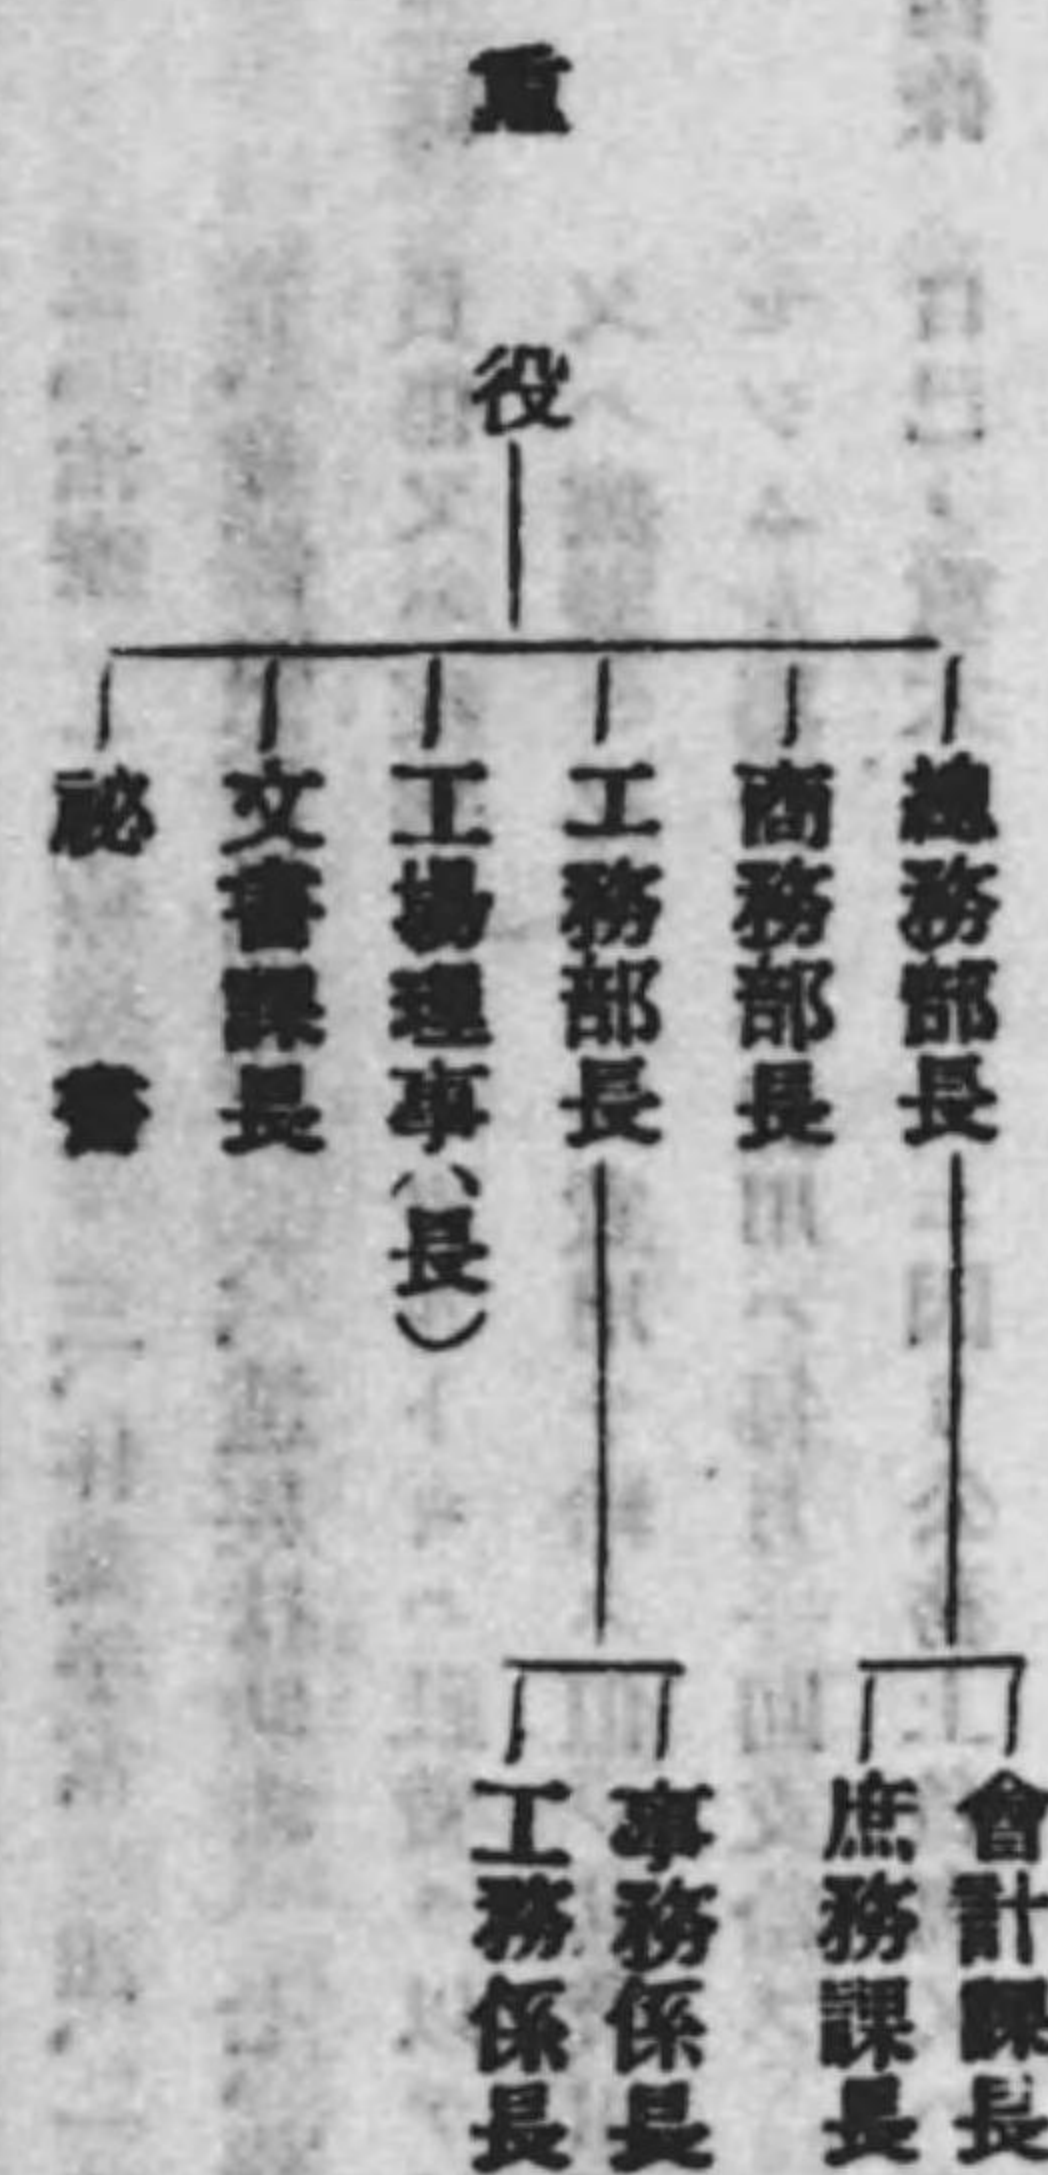 重役
總務部長
會計課長
庶務課長
商務部長
工務部長
事務係長
工務係長
工場理事(長)
文書課長
祕書